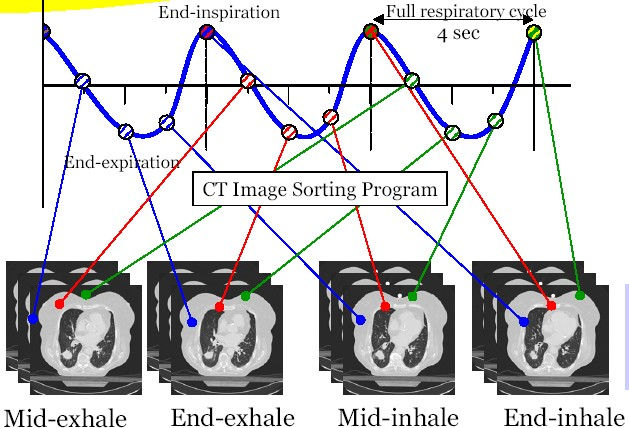 End-inspiration
Full respiratory cycle
4 sec
End-expiration
CT Image Sorting Program
Mid-exhale
End-exhale
Mid-inhale
End-inhale